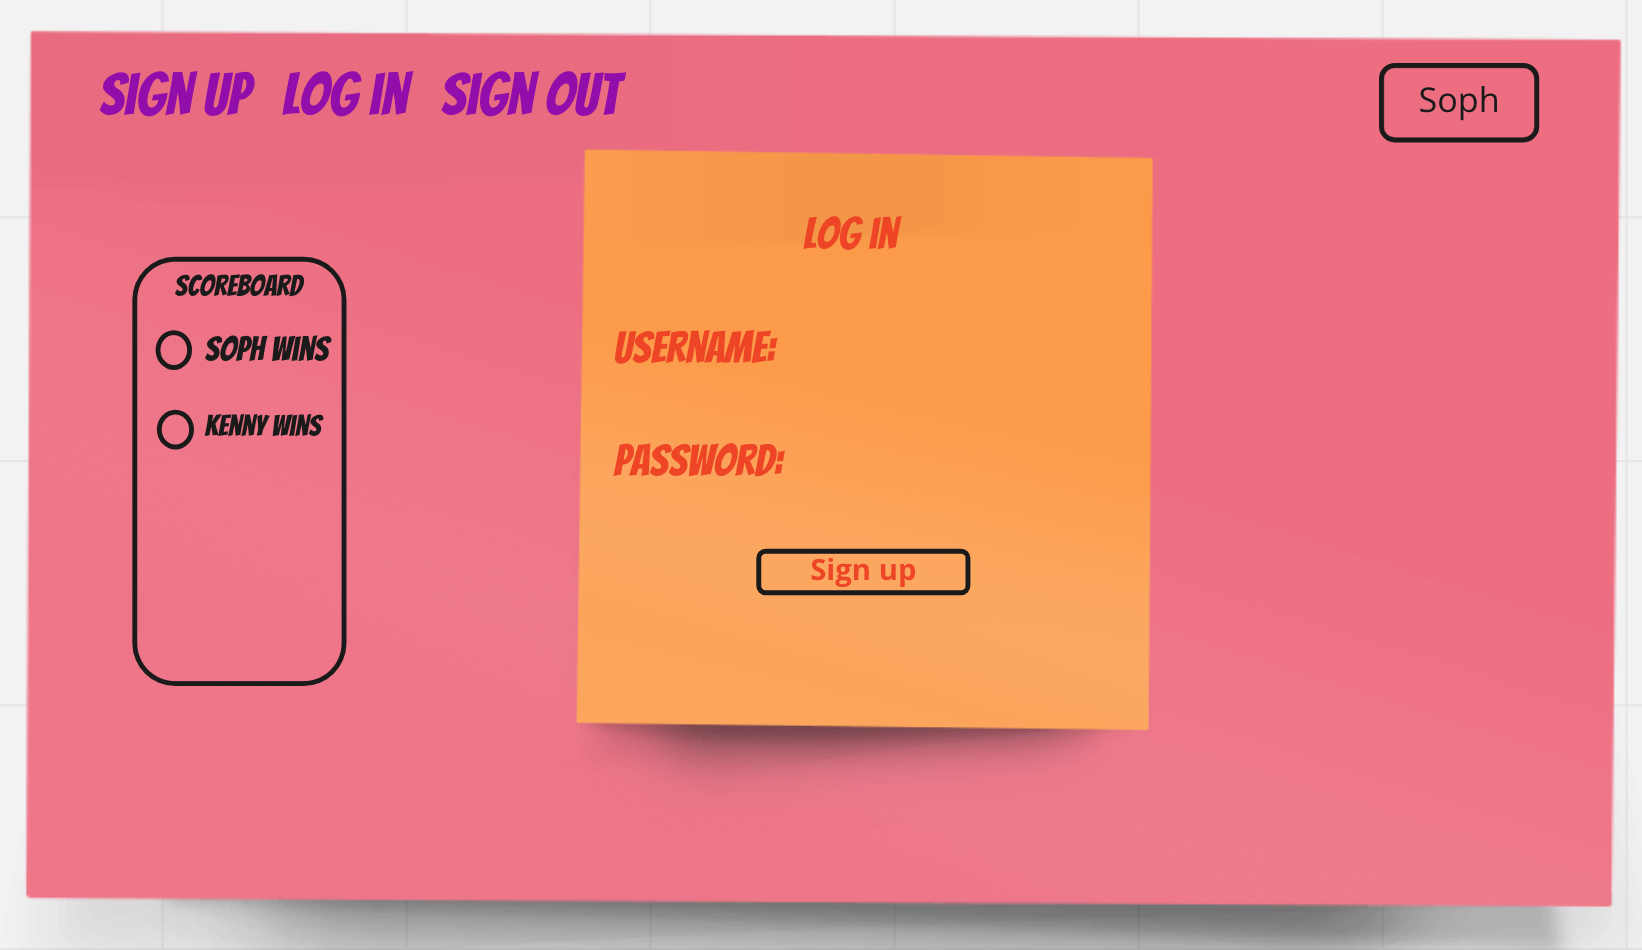 SIGN UP LOG IN SIGN OUT
Soph
LOG IN
SCOREBOARD
SOPH WINS
KENNY WINS
USERNAME:
PASSWORD:
Sign up